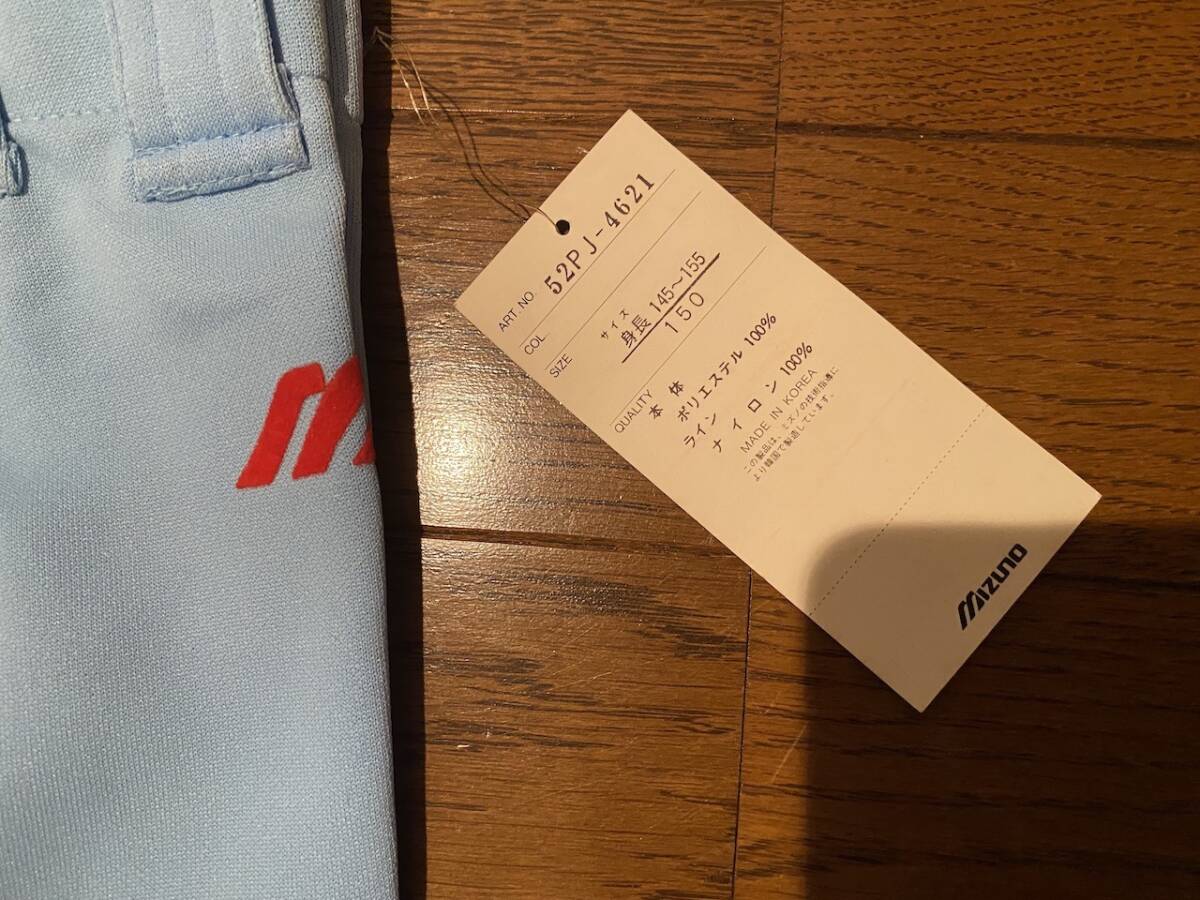 ART. NO. 52PJ-4621
COL.
SIZE サイズ
身長 145〜155
150
QUALITY
本体
ポリエステル 100%
ライン
ナイロン 100%
MADE IN KOREA
この製品は、ミズノの技術指導に
より韓国で製造しています。
MIZUNO